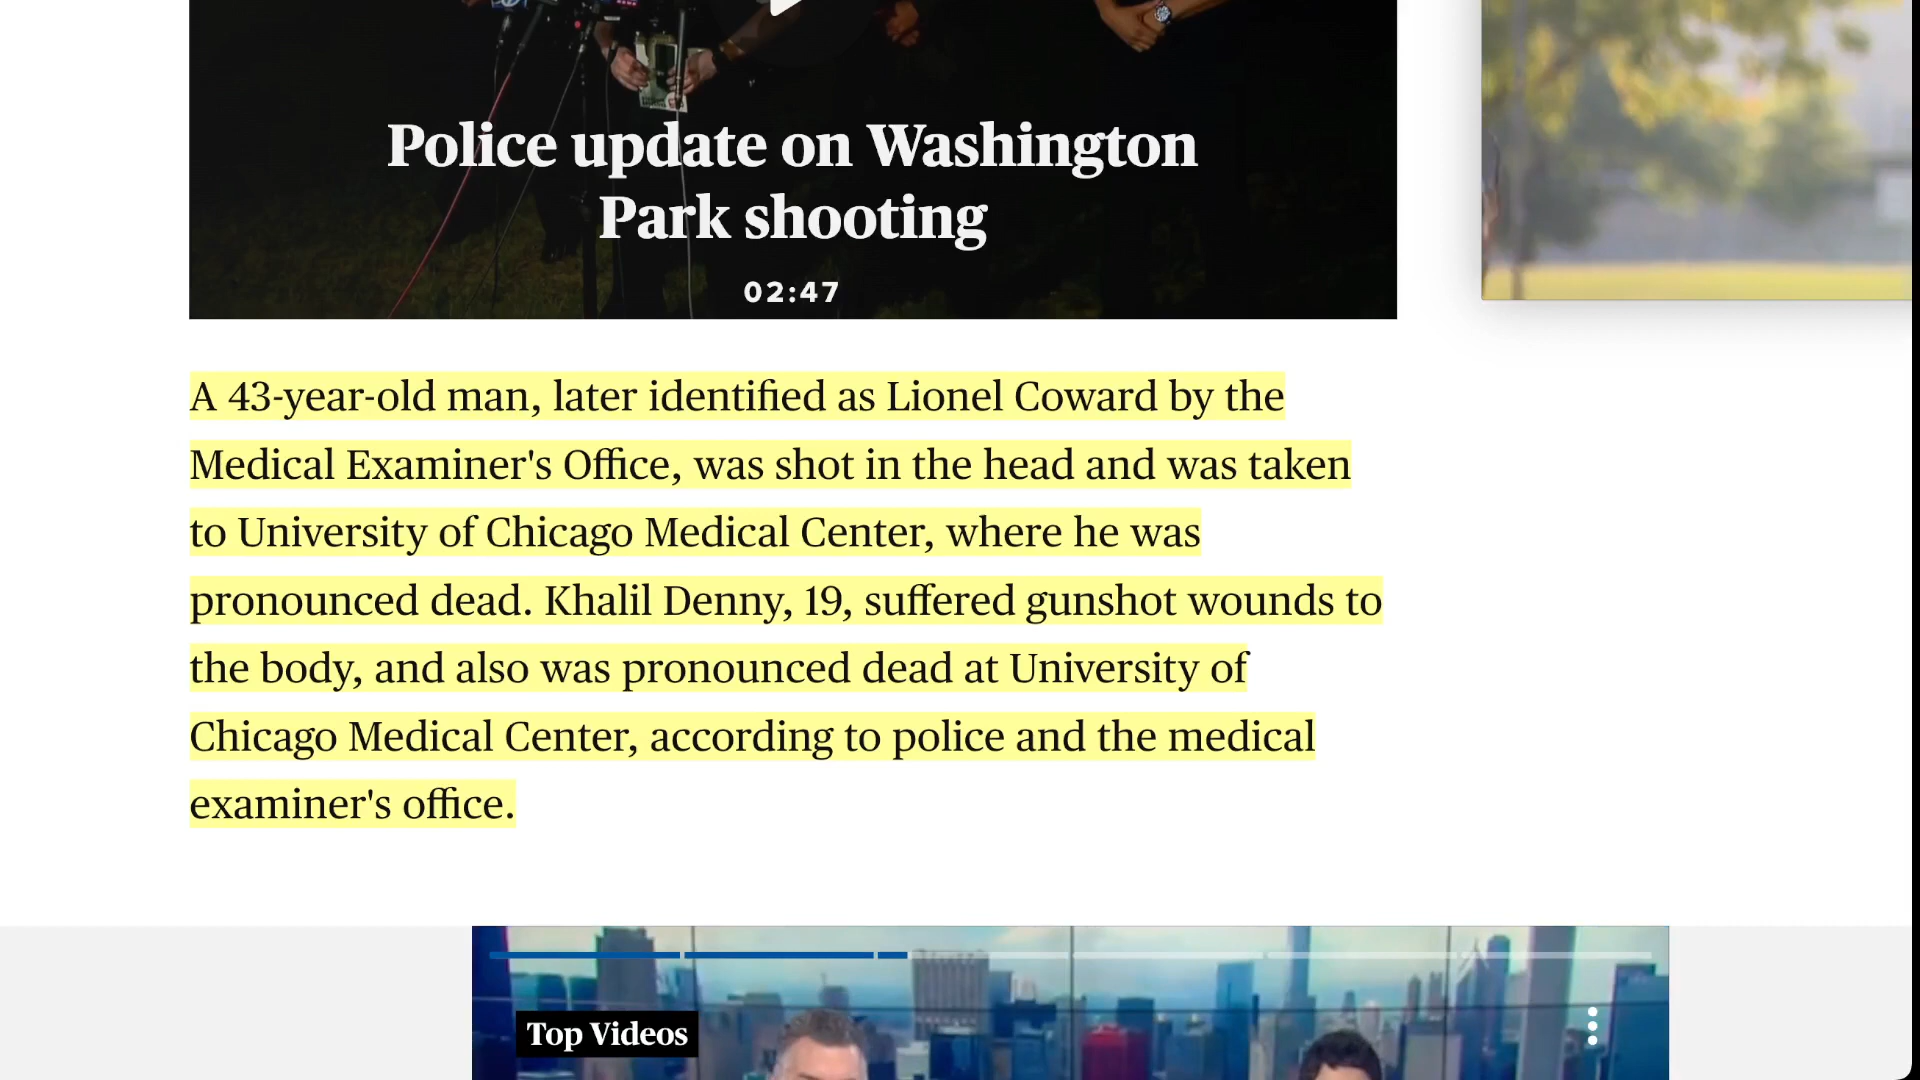 Police update on Washington
Park shooting
02:47
A 43-year-old man, later identified as Lionel Coward by the
Medical Examiner's Office, was shot in the head and was taken
to University of Chicago Medical Center, where he was
pronounced dead. Khalil Denny, 19, suffered gunshot wounds to
the body, and also was pronounced dead at University of
Chicago Medical Center, according to police and the medical
examiner's office.
Top Videos